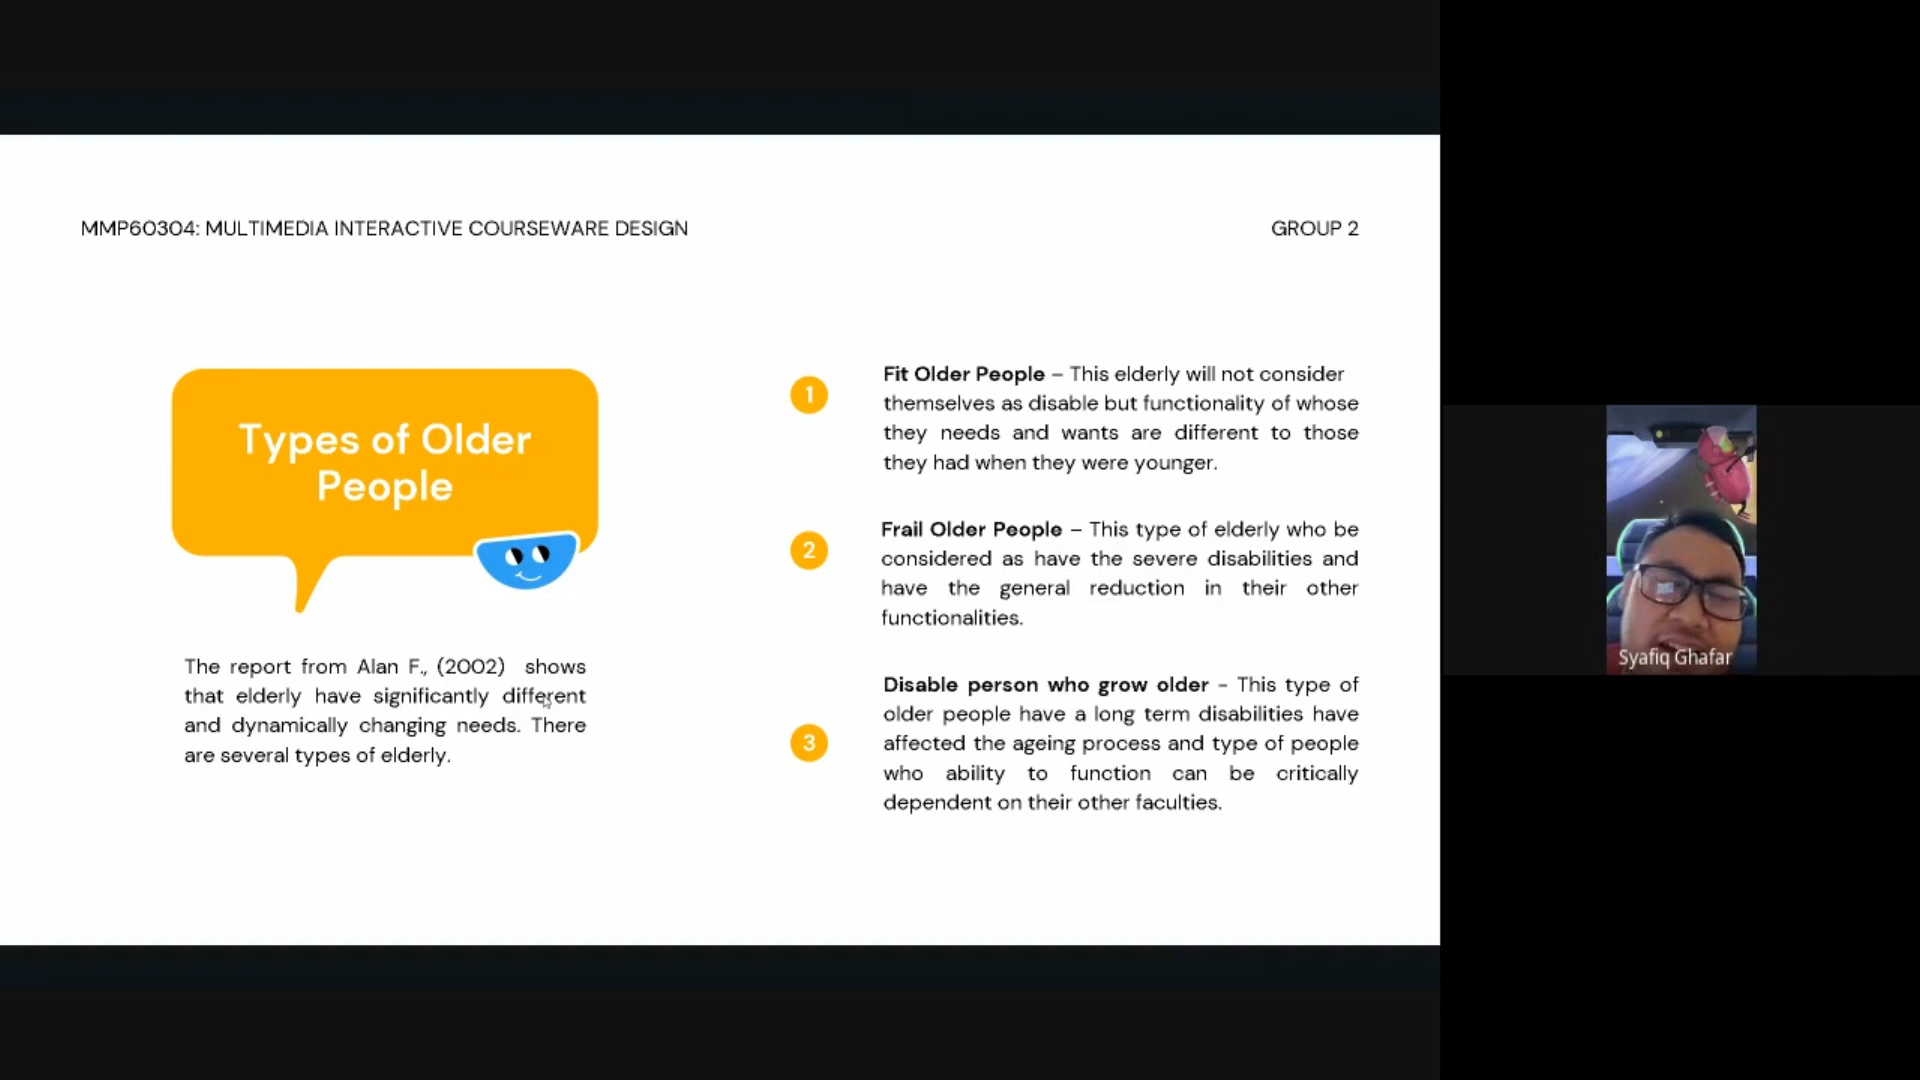 MMP60304: MULTIMEDIA INTERACTIVE COURSEWARE DESIGN
GROUP 2
Types of Older
People
The report from Alan F., (2002) shows
that elderly have significantly different
and dynamically changing needs. There
are several types of elderly.
1
Fit Older People – This elderly will not consider
themselves as disable but functionality of whose
they needs and wants are different to those
they had when they were younger.
2
Frail Older People – This type of elderly who be
considered as have the severe disabilities and
have the general reduction in their other
functionalities.
3
Disable person who grow older - This type of
older people have a long term disabilities have
affected the ageing process and type of people
who ability to function can be critically
dependent on their other faculties.
Syafiq Ghafar